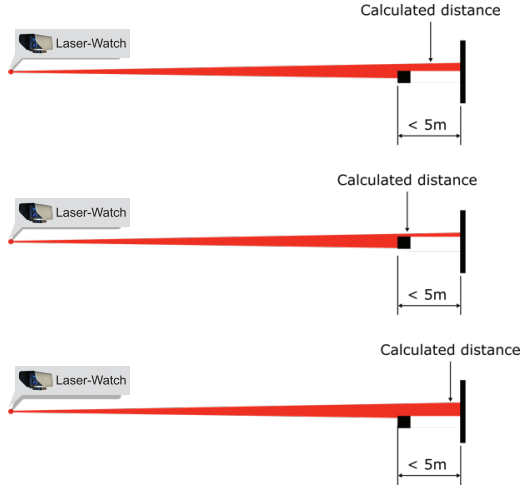 Calculated distance
Laser-Watch
< 5m
Calculated distance
Laser-Watch
< 5m
Calculated distance
Laser-Watch
< 5m